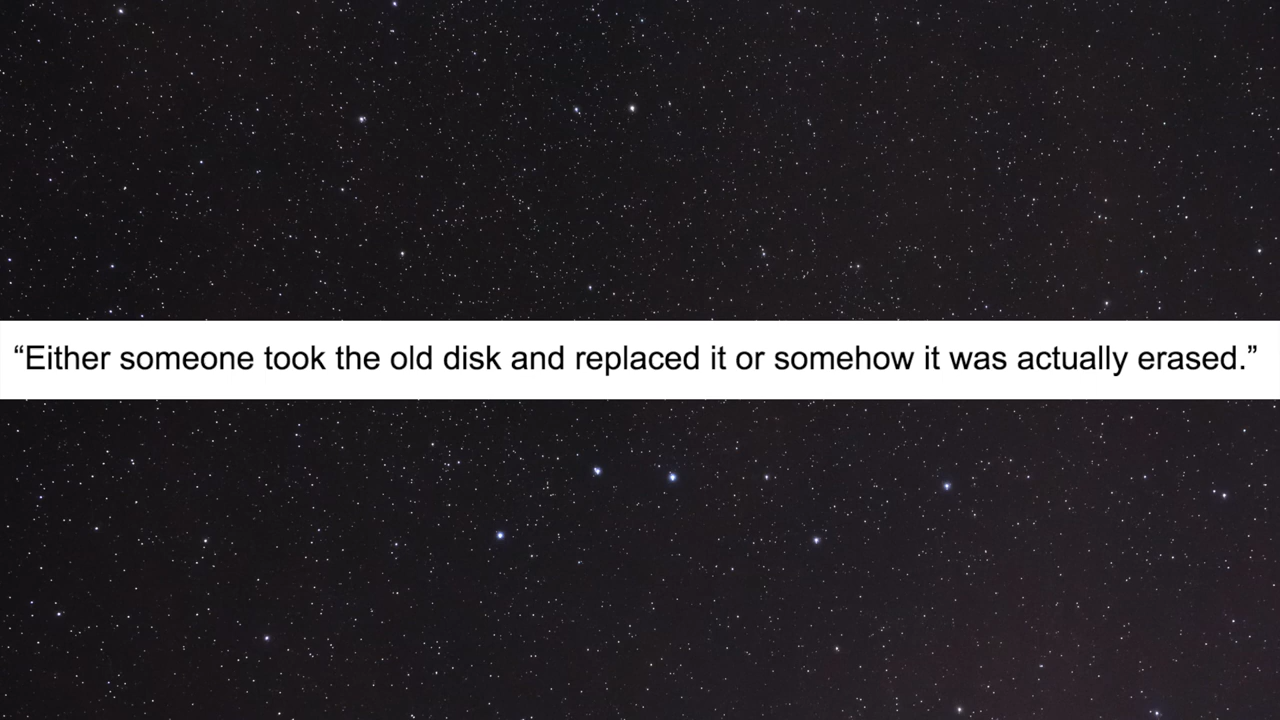 “Either someone took the old disk and replaced it or somehow it was actually erased.”